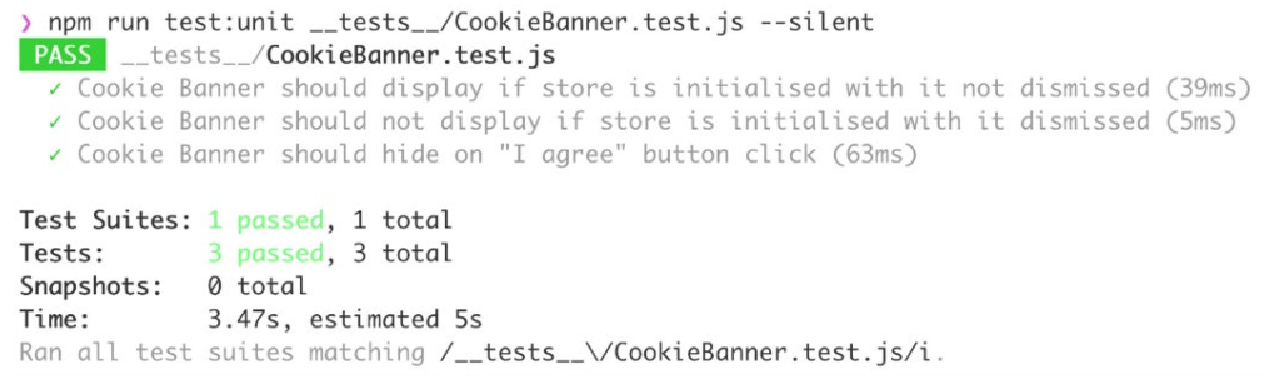 ❯ npm run test:unit __tests__/CookieBanner.test.js --silent
PASS __tests__/CookieBanner.test.js
✓ Cookie Banner should display if store is initialised with it not dismissed (39ms)
✓ Cookie Banner should not display if store is initialised with it dismissed (5ms)
✓ Cookie Banner should hide on "I agree" button click (63ms)
Test Suites: 1 passed, 1 total
Tests: 3 passed, 3 total
Snapshots: 0 total
Time: 3.47s, estimated 5s
Ran all test suites matching /__tests__\/CookieBanner.test.js/i.